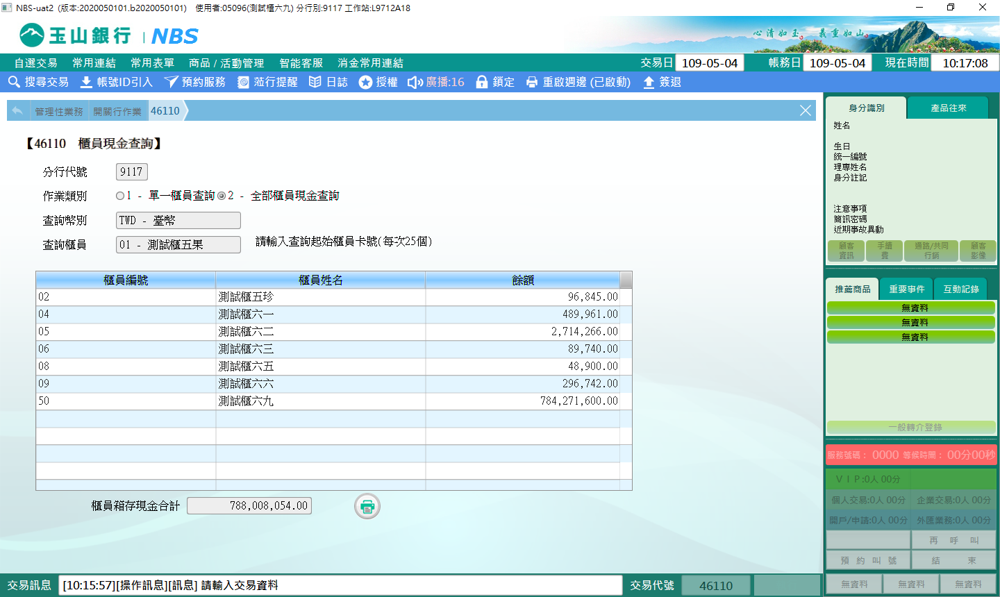 NBS-uat2 (版本:2020050101.b2020050101) 使用者:05096(測試櫃六九) 分行別:9117 工作站:L9712A18
玉山銀行 NBS
心清如玉 義重如山
自選交易 常用連結 常用表單 商品/活動管理 智能客服 消金常用連結 交易日 109-05-04 帳務日 109-05-04 現在時間 10:17:08
搜尋交易 帳號ID引入 預約服務 蒞行提醒 日誌 授權 廣播:16 鎖定 重啟週邊 (已啟動) 簽退
管理性業務 開關行作業 46110
【46110 櫃員現金查詢】
分行代號 9117
作業類別 1 - 單一櫃員查詢 2 - 全部櫃員現金查詢
查詢幣別 TWD - 臺幣
查詢櫃員 01 - 測試櫃五果 請輸入查詢起始櫃員卡號(每次25個)
櫃員編號 櫃員姓名 餘額
02 測試櫃五珍 96,845.00
04 測試櫃六一 489,961.00
05 測試櫃六二 2,714,266.00
06 測試櫃六三 89,740.00
08 測試櫃六五 48,900.00
09 測試櫃六六 296,742.00
50 測試櫃六九 784,271,600.00
櫃員箱存現金合計 788,008,054.00
身分識別 產品往來
姓名
生日
統一編號
理專姓名
身分註記
注意事項
簡訊密碼
近期事故異動
顧客資訊 手續費 通路/共同行銷 顧客影像
推薦商品 重要事件 互動記錄
無資料
無資料
無資料
一般轉介登錄
服務號碼： 0000 等候時間： 00分00秒
ＶＩＰ:0人 00分
個人交易:0人 00分 企業交易:0人 00分
開戶/申請:0人 00分 外匯業務:0人 00分
再 呼 叫
預 約 叫 號 結 束
無資料 無資料 無資料
交易訊息 [10:15:57][操作訊息][訊息] 請輸入交易資料 交易代號 46110